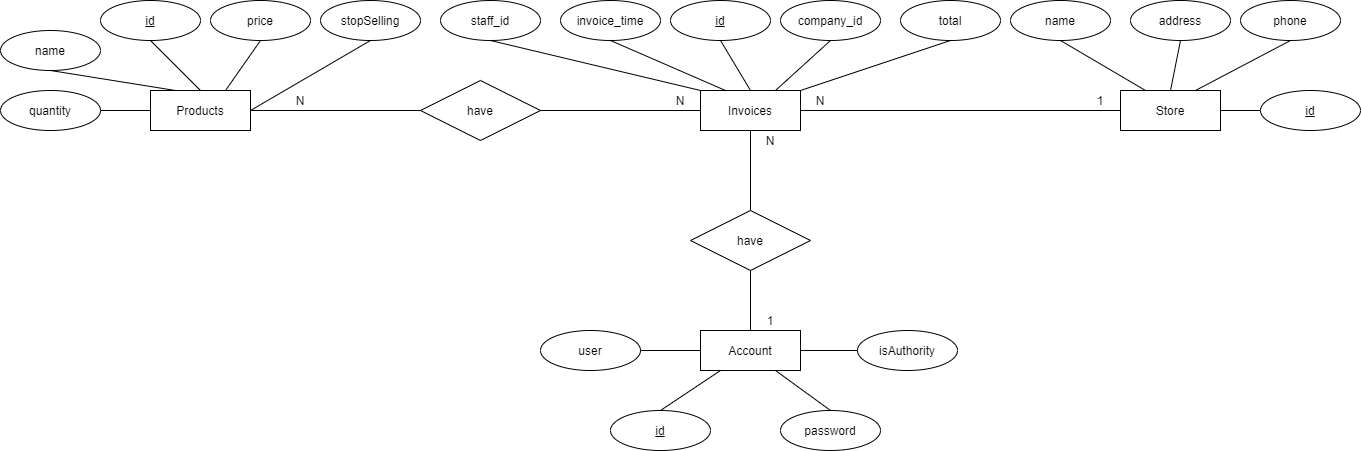 id
price
stopSelling
staff_id
invoice_time
id
company_id
total
name
address
phone
name
quantity
Products
N
have
N
Invoices
N
1
Store
id
N
have
1
user
Account
isAuthority
id
password